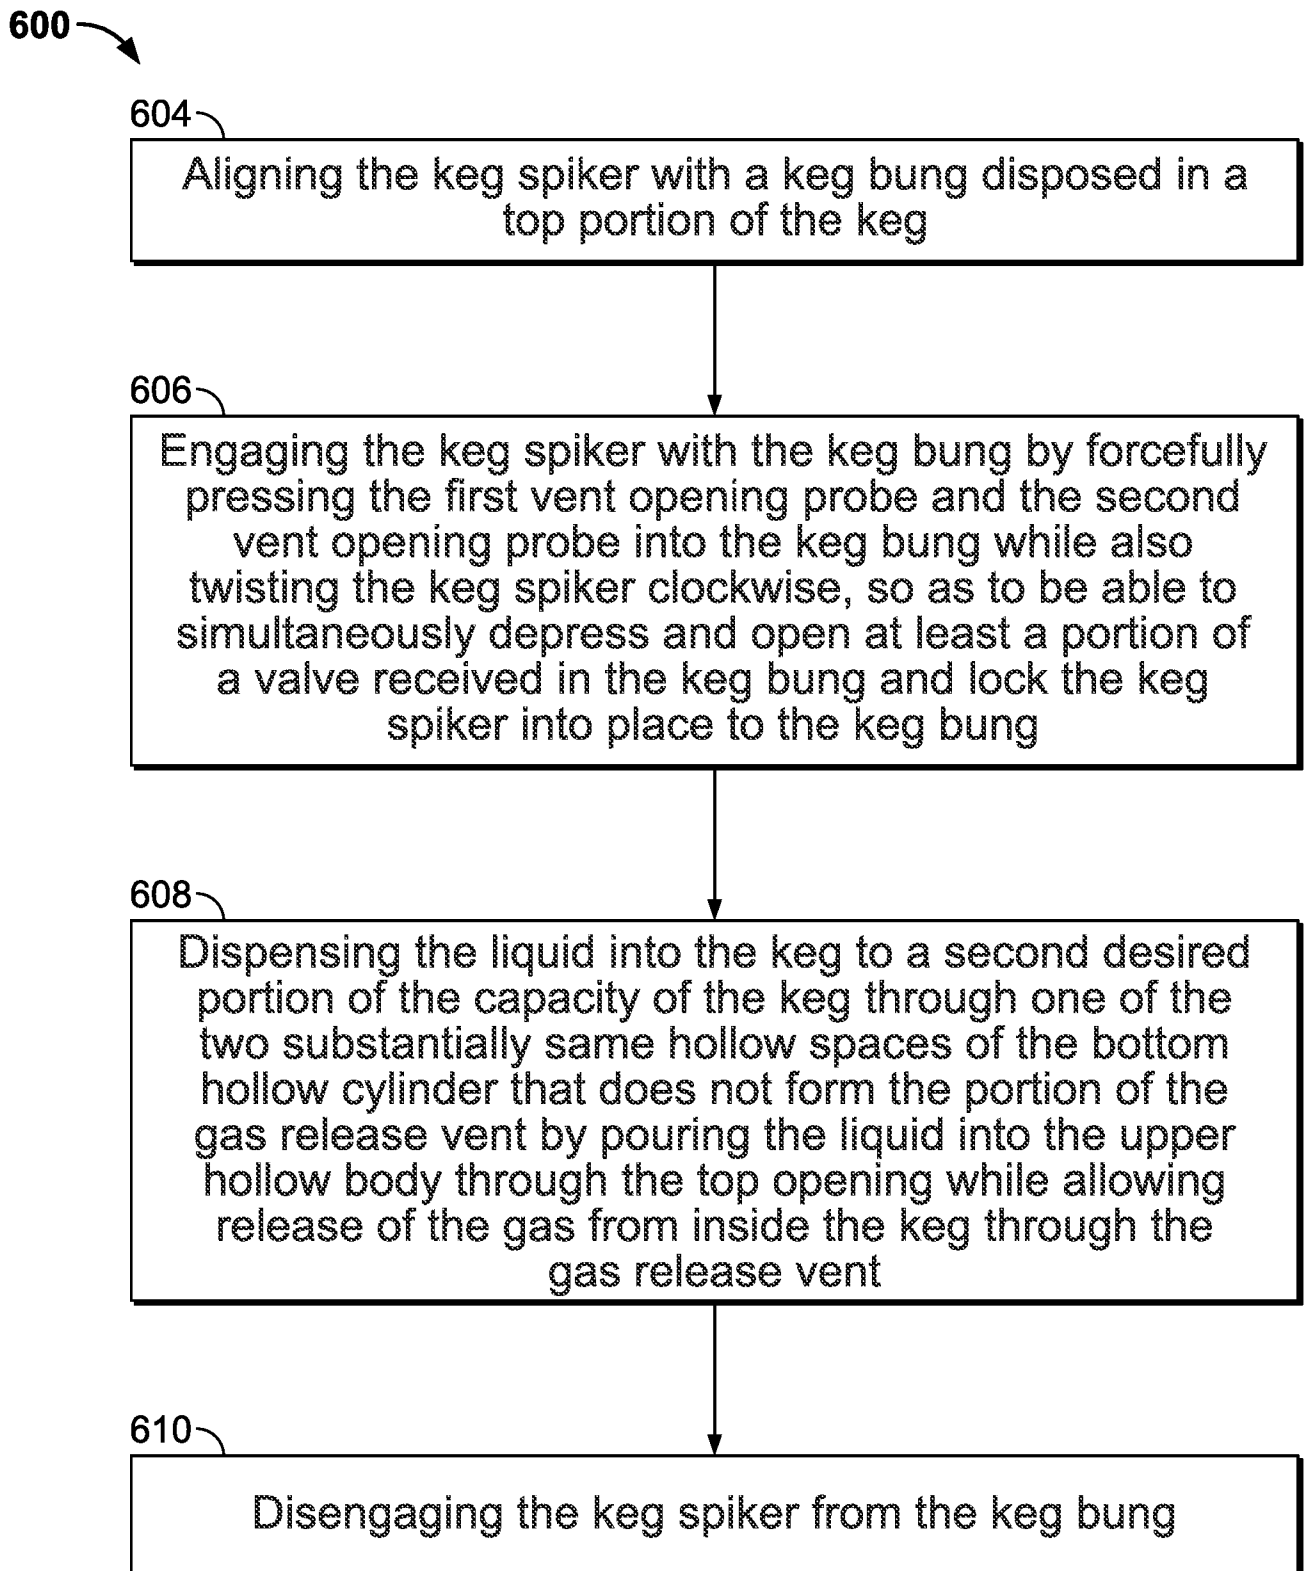 600
604
Aligning the keg spiker with a keg bung disposed in a
top portion of the keg
606
Engaging the keg spiker with the keg bung by forcefully
pressing the first vent opening probe and the second
vent opening probe into the keg bung while also
twisting the keg spiker clockwise, so as to be able to
simultaneously depress and open at least a portion of
a valve received in the keg bung and lock the keg
spiker into place to the keg bung
608
Dispensing the liquid into the keg to a second desired
portion of the capacity of the keg through one of the
two substantially same hollow spaces of the bottom
hollow cylinder that does not form the portion of the
gas release vent by pouring the liquid into the upper
hollow body through the top opening while allowing
release of the gas from inside the keg through the
gas release vent
610
Disengaging the keg spiker from the keg bung